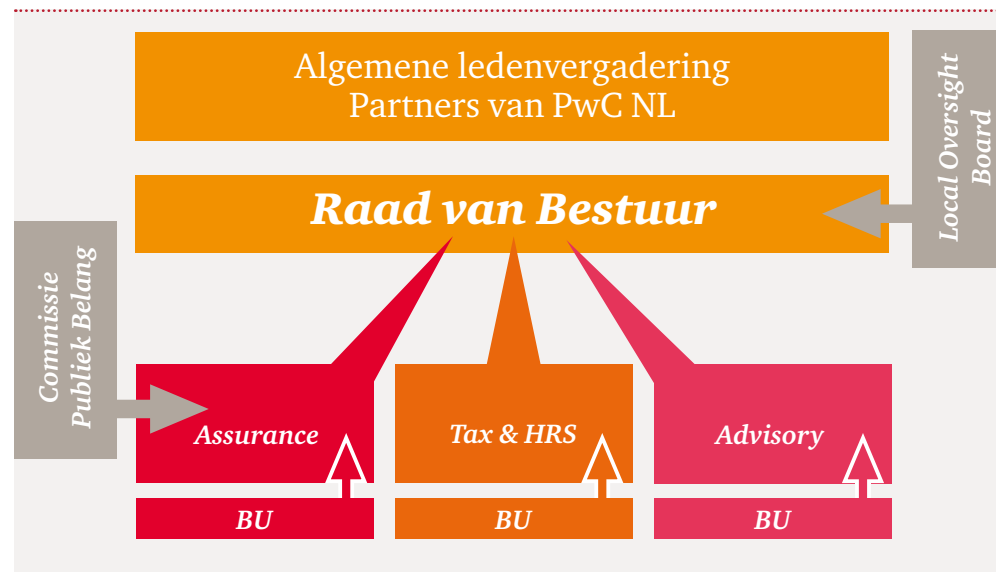 Algemene ledenvergadering
Partners van PwC NL
Local Oversight
Board
Raad van Bestuur
Commissie
Publiek Belang
Assurance
Tax & HRS
Advisory
BU
BU
BU